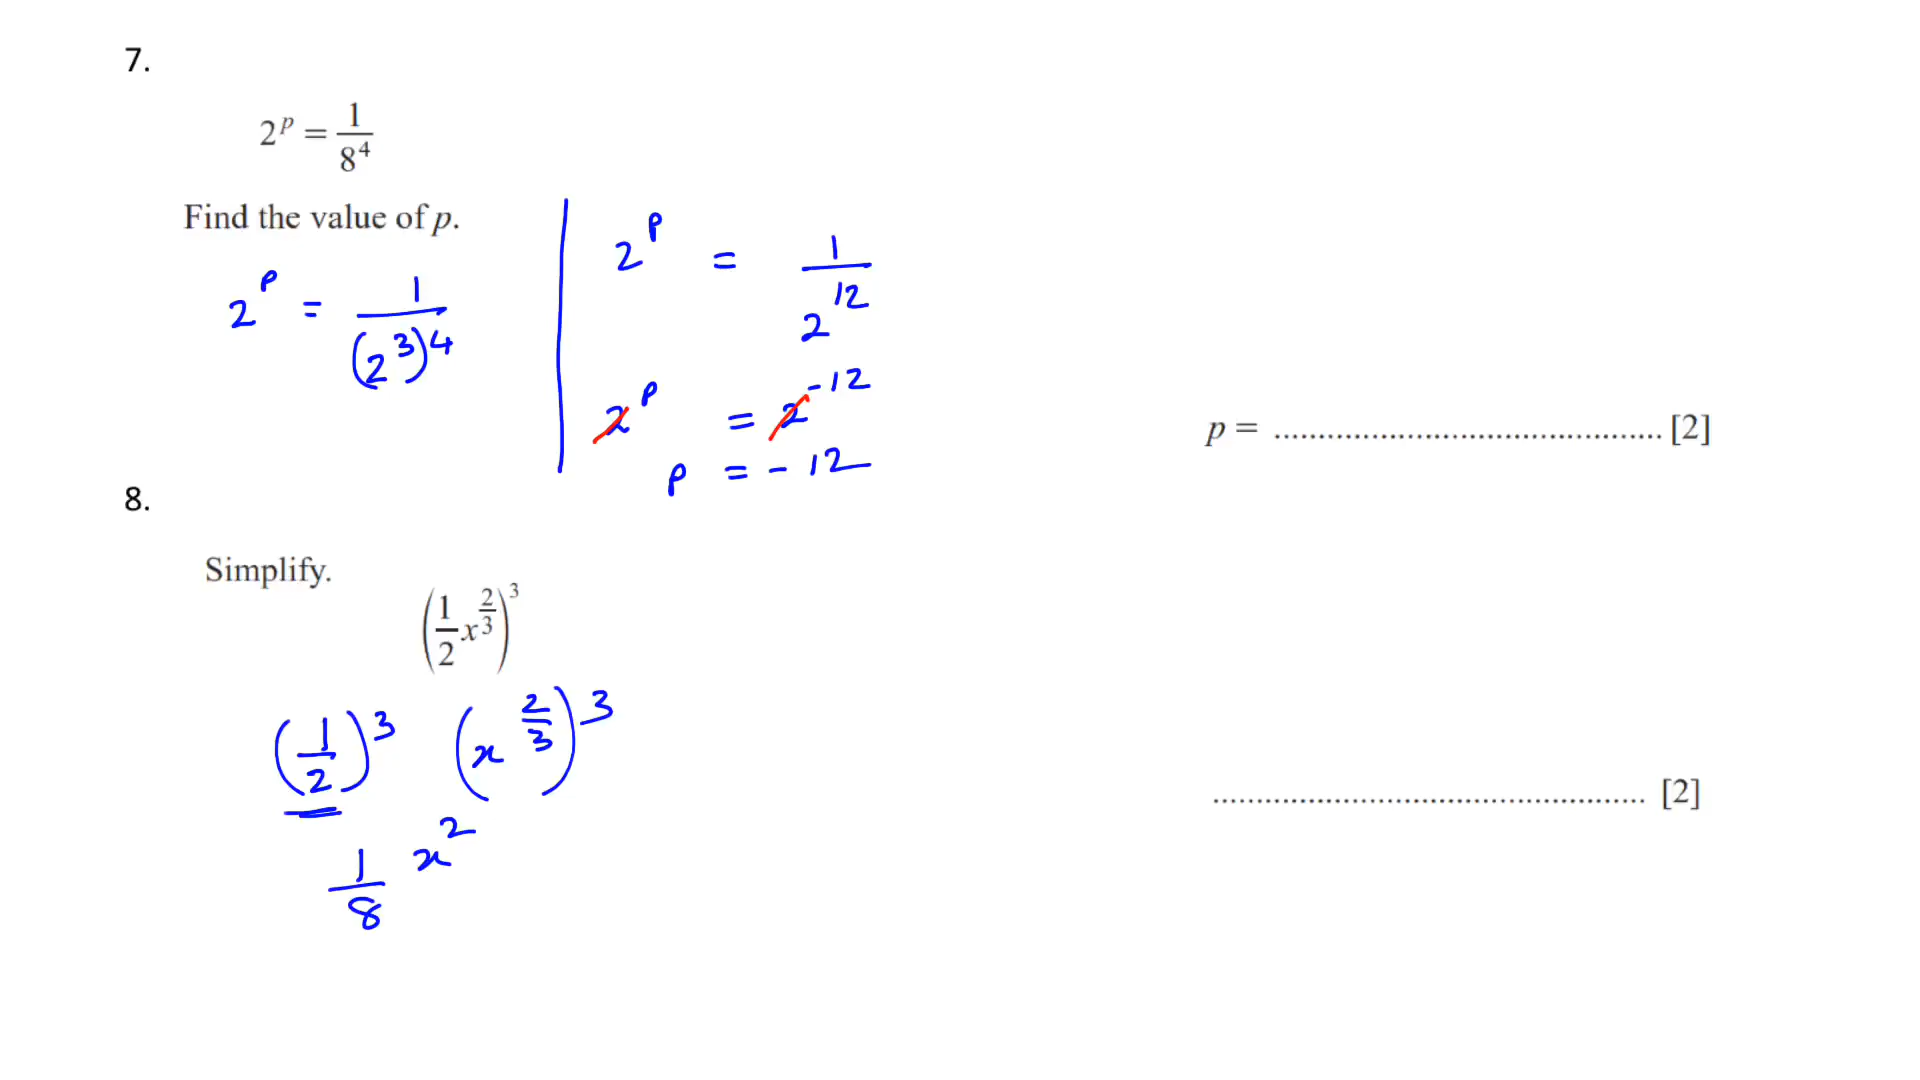 7.
2^p = 1/8^4
Find the value of p.
2^p = 1/(2^3)^4
2^p = 1/2^12
2^p = 2^-12
p = -12
p = ............................................ [2]
8.
Simplify.
(1/2 x^(2/3))^3
(1/2)^3 (x^(2/3))^3
1/8 x^2
................................................. [2]